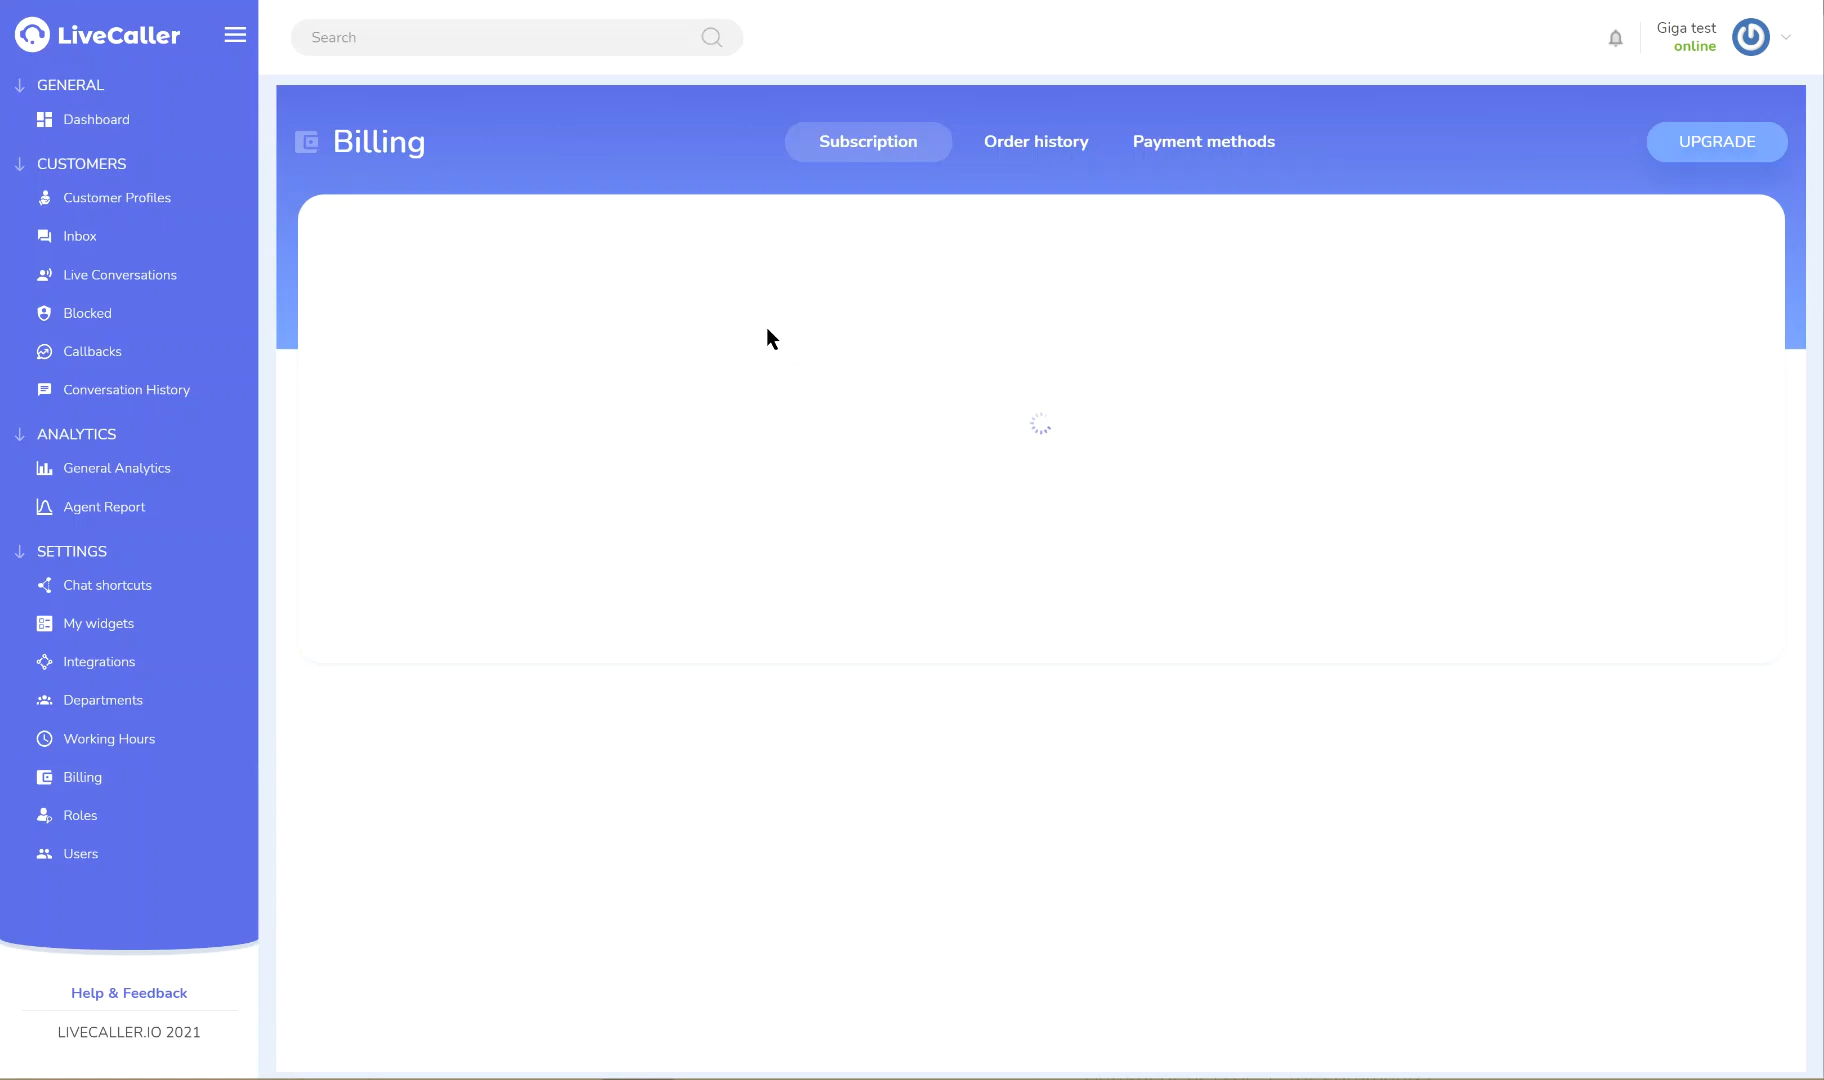 LiveCaller
Search
Giga test
online
GENERAL
Dashboard
CUSTOMERS
Customer Profiles
Inbox
Live Conversations
Blocked
Callbacks
Conversation History
ANALYTICS
General Analytics
Agent Report
SETTINGS
Chat shortcuts
My widgets
Integrations
Departments
Working Hours
Billing
Roles
Users
Help & Feedback
LIVECALLER.IO 2021
Billing
Subscription
Order history
Payment methods
UPGRADE